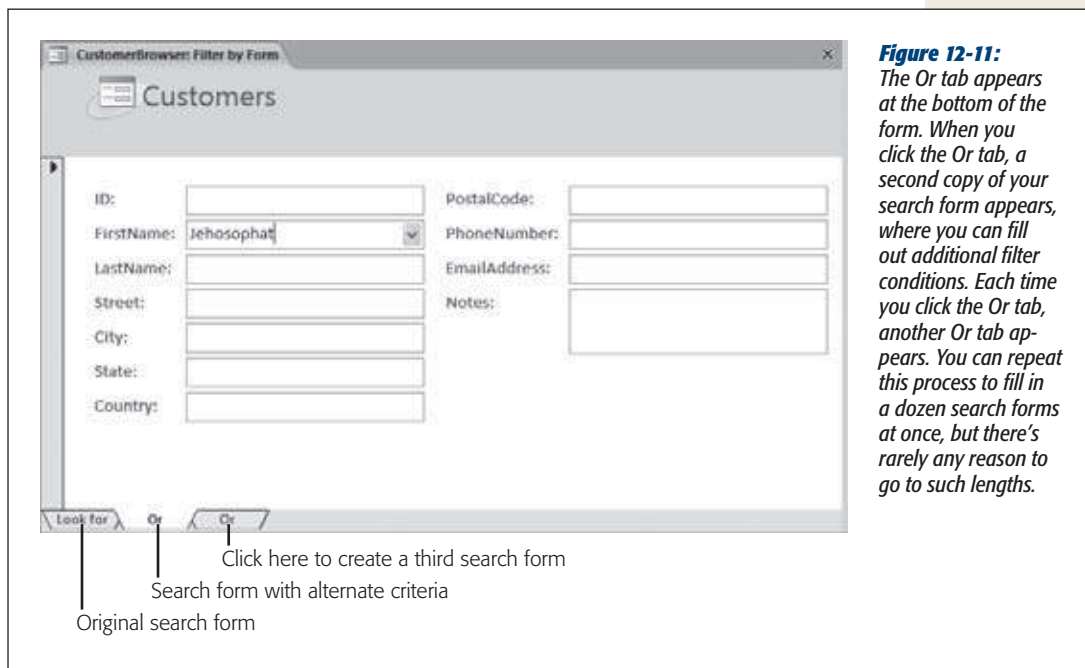 CustomerBrowser: Filter by Form
Customers
ID:
FirstName: Jehosophat
LastName:
Street:
City:
State:
Country:
PostalCode:
PhoneNumber:
EmailAddress:
Notes:
Look for
Or
Or
Click here to create a third search form
Search form with alternate criteria
Original search form
Figure 12-11:
The Or tab appears
at the bottom of the
form. When you
click the Or tab, a
second copy of your
search form appears,
where you can fill
out additional filter
conditions. Each time
you click the Or tab,
another Or tab ap-
pears. You can repeat
this process to fill in
a dozen search forms
at once, but there's
rarely any reason to
go to such lengths.